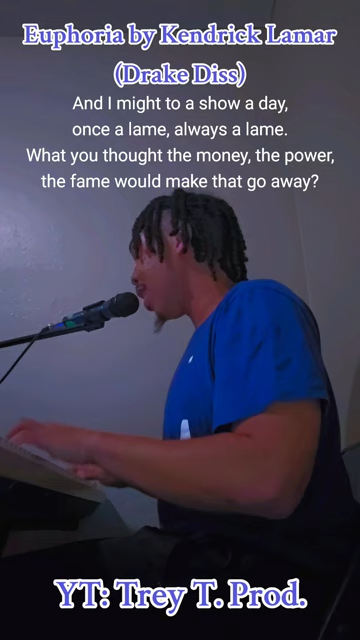 Euphoria by Kendrick Lamar
(Drake Diss)
And I might to a show a day,
once a lame, always a lame.
What you thought the money, the power,
the fame would make that go away?
YT: Trey T. Prod.